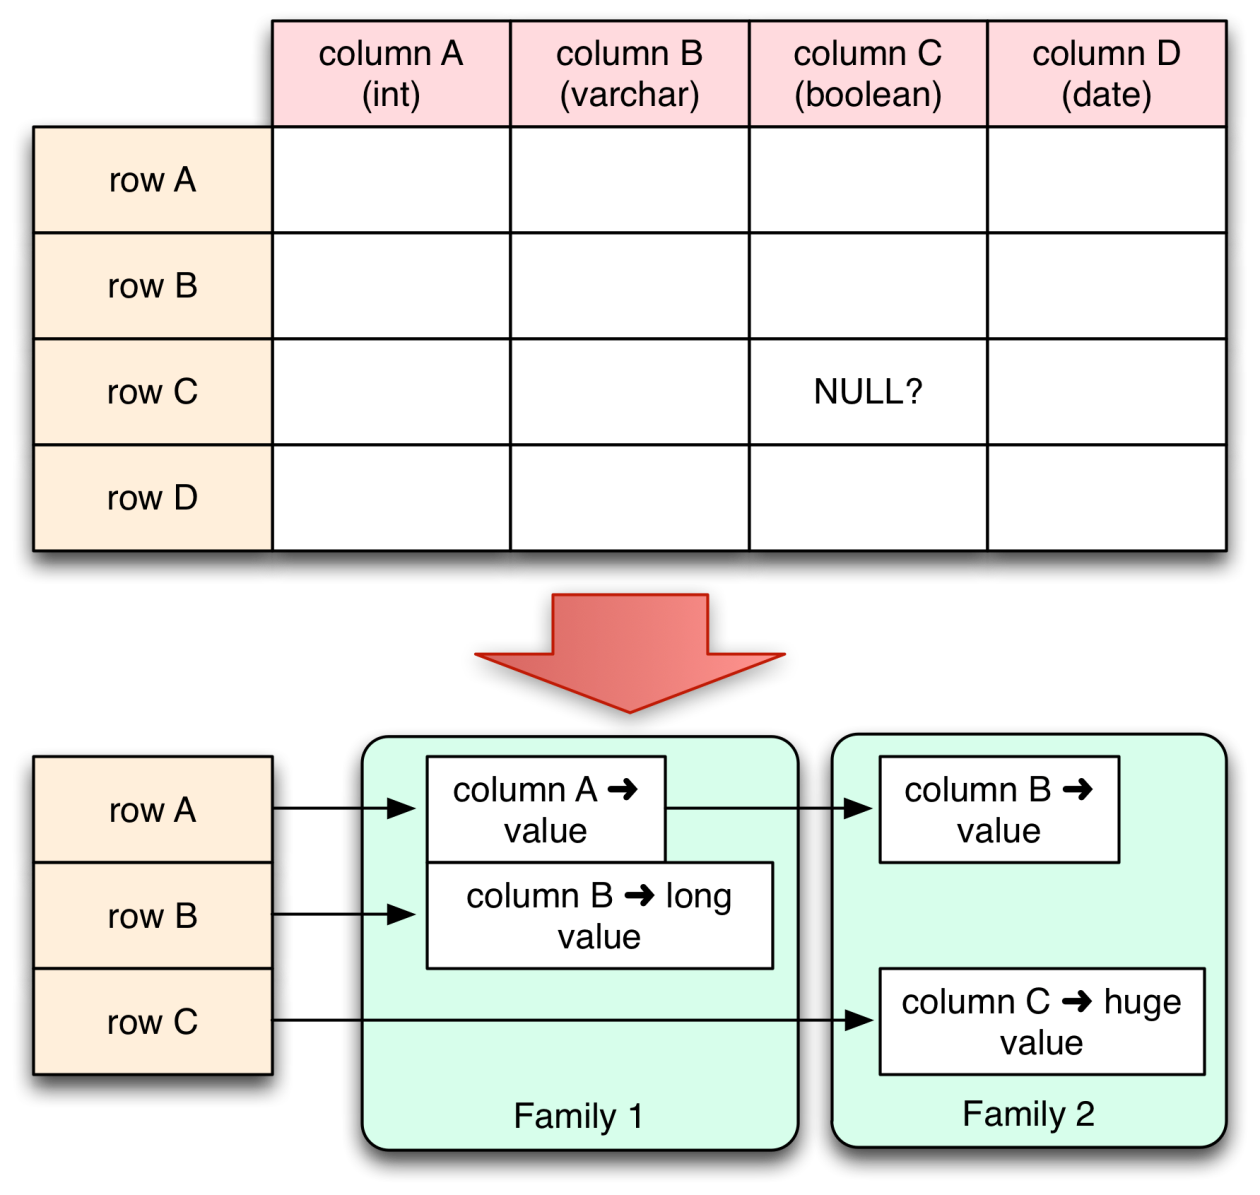 column A
(int)
column B
(varchar)
column C
(boolean)
column D
(date)
row A
row B
row C
NULL?
row D
row A
column A ➜
value
column B ➜
value
row B
column B ➜ long
value
row C
column C ➜ huge
value
Family 1
Family 2